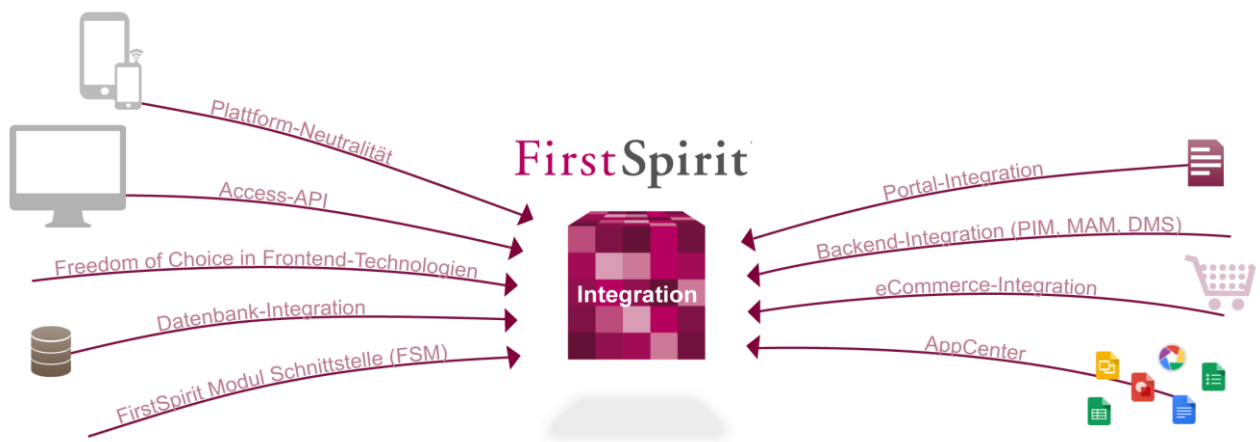 Plattform-Neutralität
Access-API
Freedom of Choice in Frontend-Technologien
Datenbank-Integration
FirstSpirit Modul Schnittstelle (FSM)
FirstSpirit
Integration
Portal-Integration
Backend-Integration (PIM, MAM, DMS)
eCommerce-Integration
AppCenter